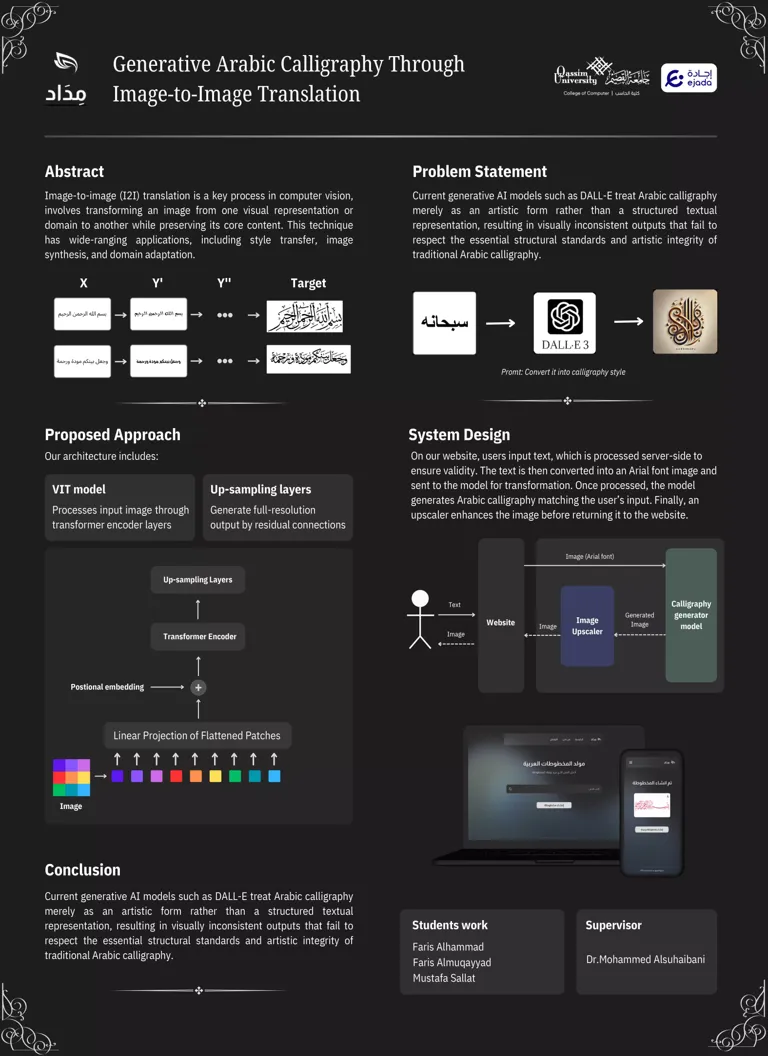 مِدَاد
Generative Arabic Calligraphy Through
Image-to-Image Translation
Qassim
University
جامعة القصيم
College of Computer | كلية الحاسب
إجادة
ejada
Abstract
Image-to-image (I2I) translation is a key process in computer vision,
involves transforming an image from one visual representation or
domain to another while preserving its core content. This technique
has wide-ranging applications, including style transfer, image
synthesis, and domain adaptation.
X Y' Y'' Target
بسم الله الرحمن الرحيم
بسم الله الرحمن الرحيم
بسم الله الرحمن الرحيم
وجعل بينكم مودة ورحمة
وجعل بينكم مودة ورحمة
وجعل بينكم مودة ورحمة
Problem Statement
Current generative AI models such as DALL-E treat Arabic calligraphy
merely as an artistic form rather than a structured textual
representation, resulting in visually inconsistent outputs that fail to
respect the essential structural standards and artistic integrity of
traditional Arabic calligraphy.
سبحانه
DALL·E 3
Promt: Convert it into calligraphy style
Proposed Approach
Our architecture includes:
VIT model
Processes input image through
transformer encoder layers
Up-sampling layers
Generate full-resolution
output by residual connections
Up-sampling Layers
Transformer Encoder
Postional embedding
+
Linear Projection of Flattened Patches
Image
System Design
On our website, users input text, which is processed server-side to
ensure validity. The text is then converted into an Arial font image and
sent to the model for transformation. Once processed, the model
generates Arabic calligraphy matching the user's input. Finally, an
upscaler enhances the image before returning it to the website.
Text
Image
Website
Image (Arial font)
Image
Image
Upscaler
Generated
Image
Calligraphy
generator
model
مولد المخطوطات العربية
تم انشاء المخطوطة
Conclusion
Current generative AI models such as DALL-E treat Arabic calligraphy
merely as an artistic form rather than a structured textual
representation, resulting in visually inconsistent outputs that fail to
respect the essential structural standards and artistic integrity of
traditional Arabic calligraphy.
Students work
Faris Alhammad
Faris Almuqayyad
Mustafa Sallat
Supervisor
Dr.Mohammed Alsuhaibani